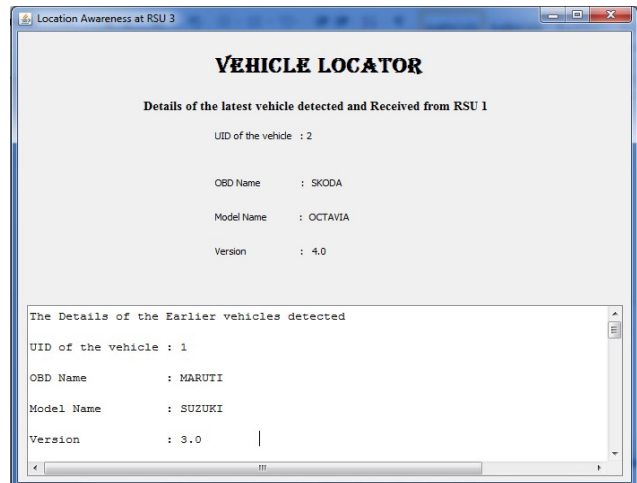 Location Awareness at RSU 3
VEHICLE LOCATOR
Details of the latest vehicle detected and Received from RSU 1
UID of the vehicle : 2
OBD Name : SKODA
Model Name : OCTAVIA
Version : 4.0
The Details of the Earlier vehicles detected
UID of the vehicle : 1
OBD Name : MARUTI
Model Name : SUZUKI
Version : 3.0